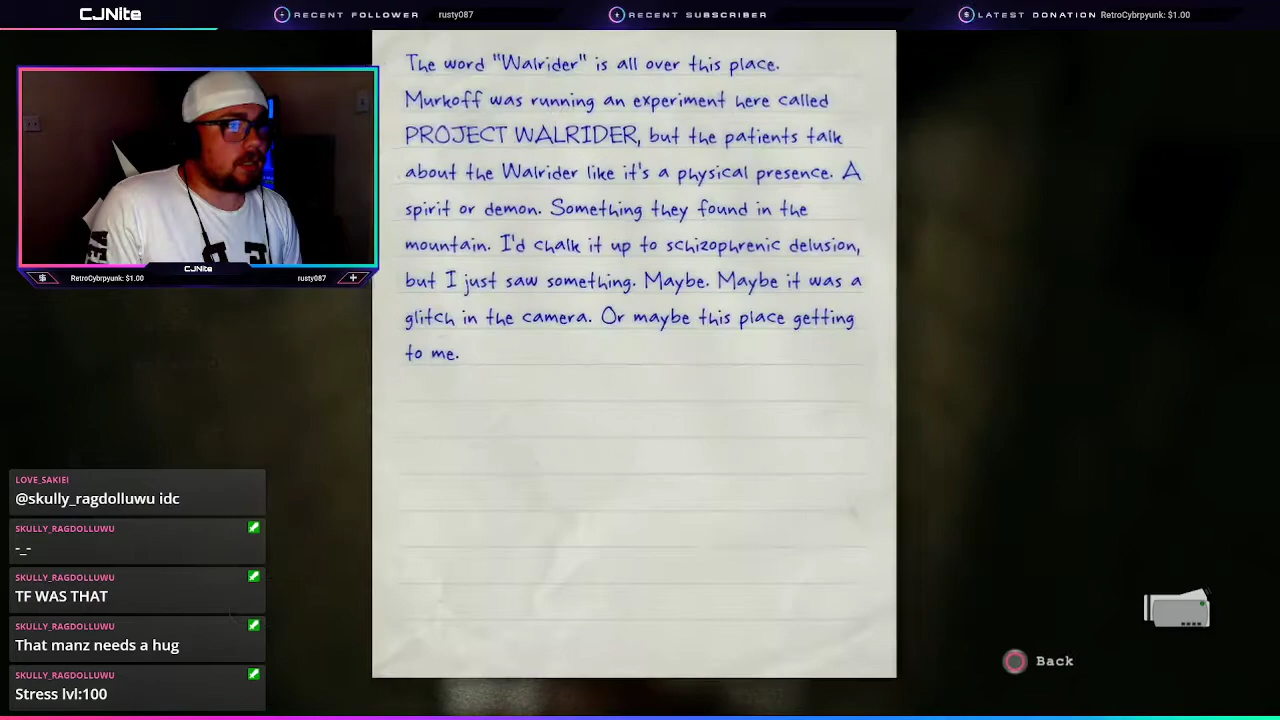 CJNite
RECENT FOLLOWER rusty087
RECENT SUBSCRIBER
LATEST DONATION RetroCybrpyunk: $1.00
The word "Walrider" is all over this place.
Murkoff was running an experiment here called
PROJECT WALRIDER, but the patients talk
about the Walrider like it's a physical presence. A
spirit or demon. Something they found in the
mountain. I'd chalk it up to schizophrenic delusion,
but I just saw something. Maybe. Maybe it was a
glitch in the camera. Or maybe this place getting
to me.
CJNite
RetroCybrpyunk: $1.00
rusty087
LOVE_SAKIEI
@skully_ragdolluwu idc
SKULLY_RAGDOLLUWU
-_-
SKULLY_RAGDOLLUWU
TF WAS THAT
SKULLY_RAGDOLLUWU
That manz needs a hug
SKULLY_RAGDOLLUWU
Stress lvl:100
Back